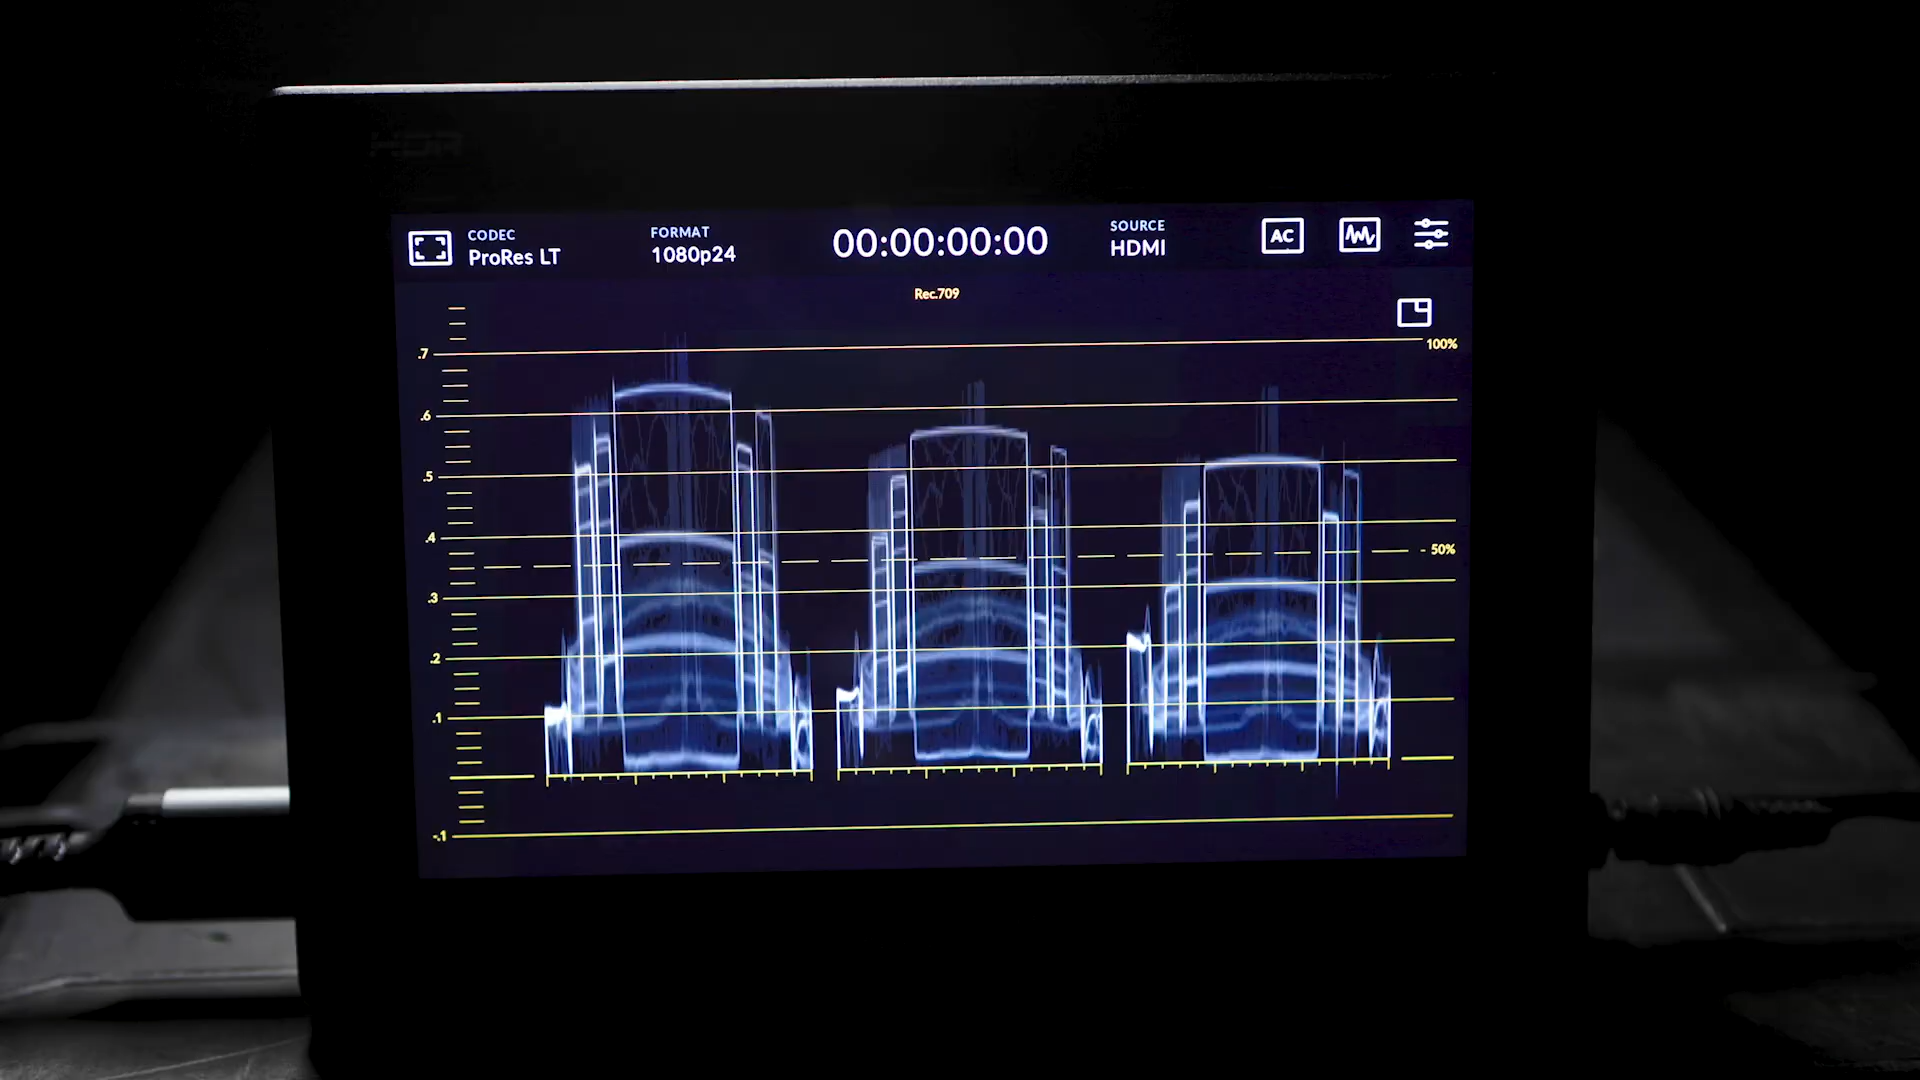 CODEC
ProRes LT
FORMAT
1080p24
00:00:00:00
SOURCE
HDMI
AC
Rec.709
.7
100%
.6
.5
.4
50%
.3
.2
.1
-.1